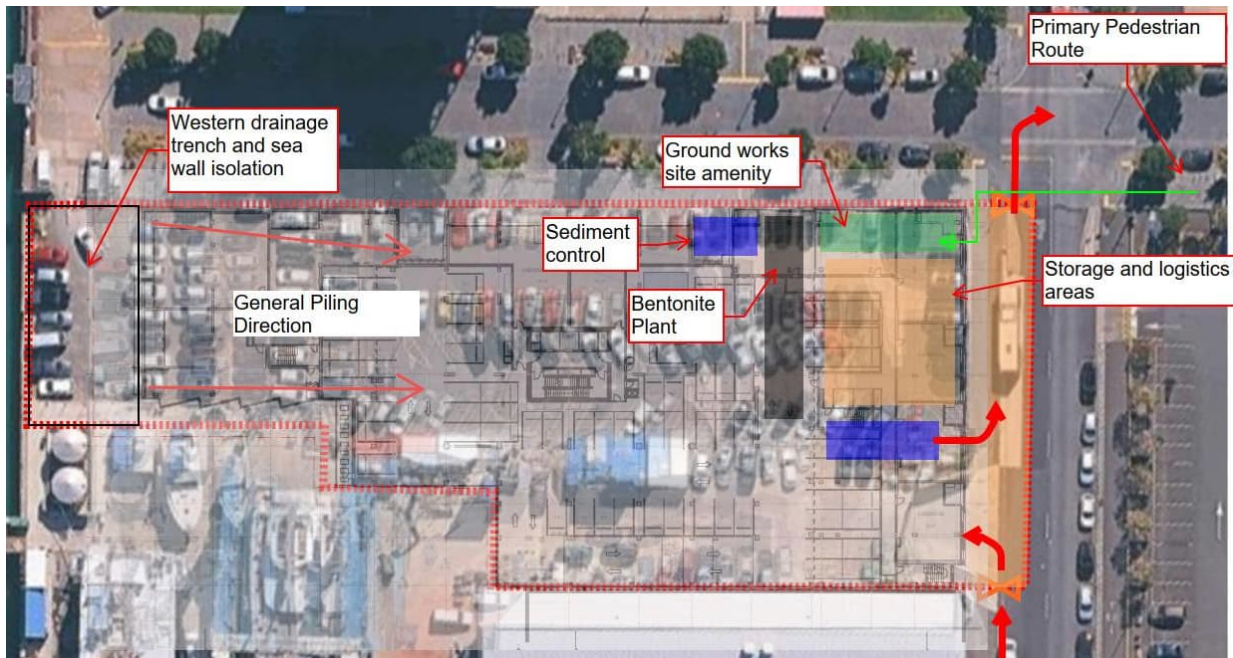 Primary Pedestrian
Route
Western drainage
trench and sea
wall isolation
Ground works
site amenity
Sediment
control
Storage and logistics
areas
General Piling
Direction
Bentonite
Plant